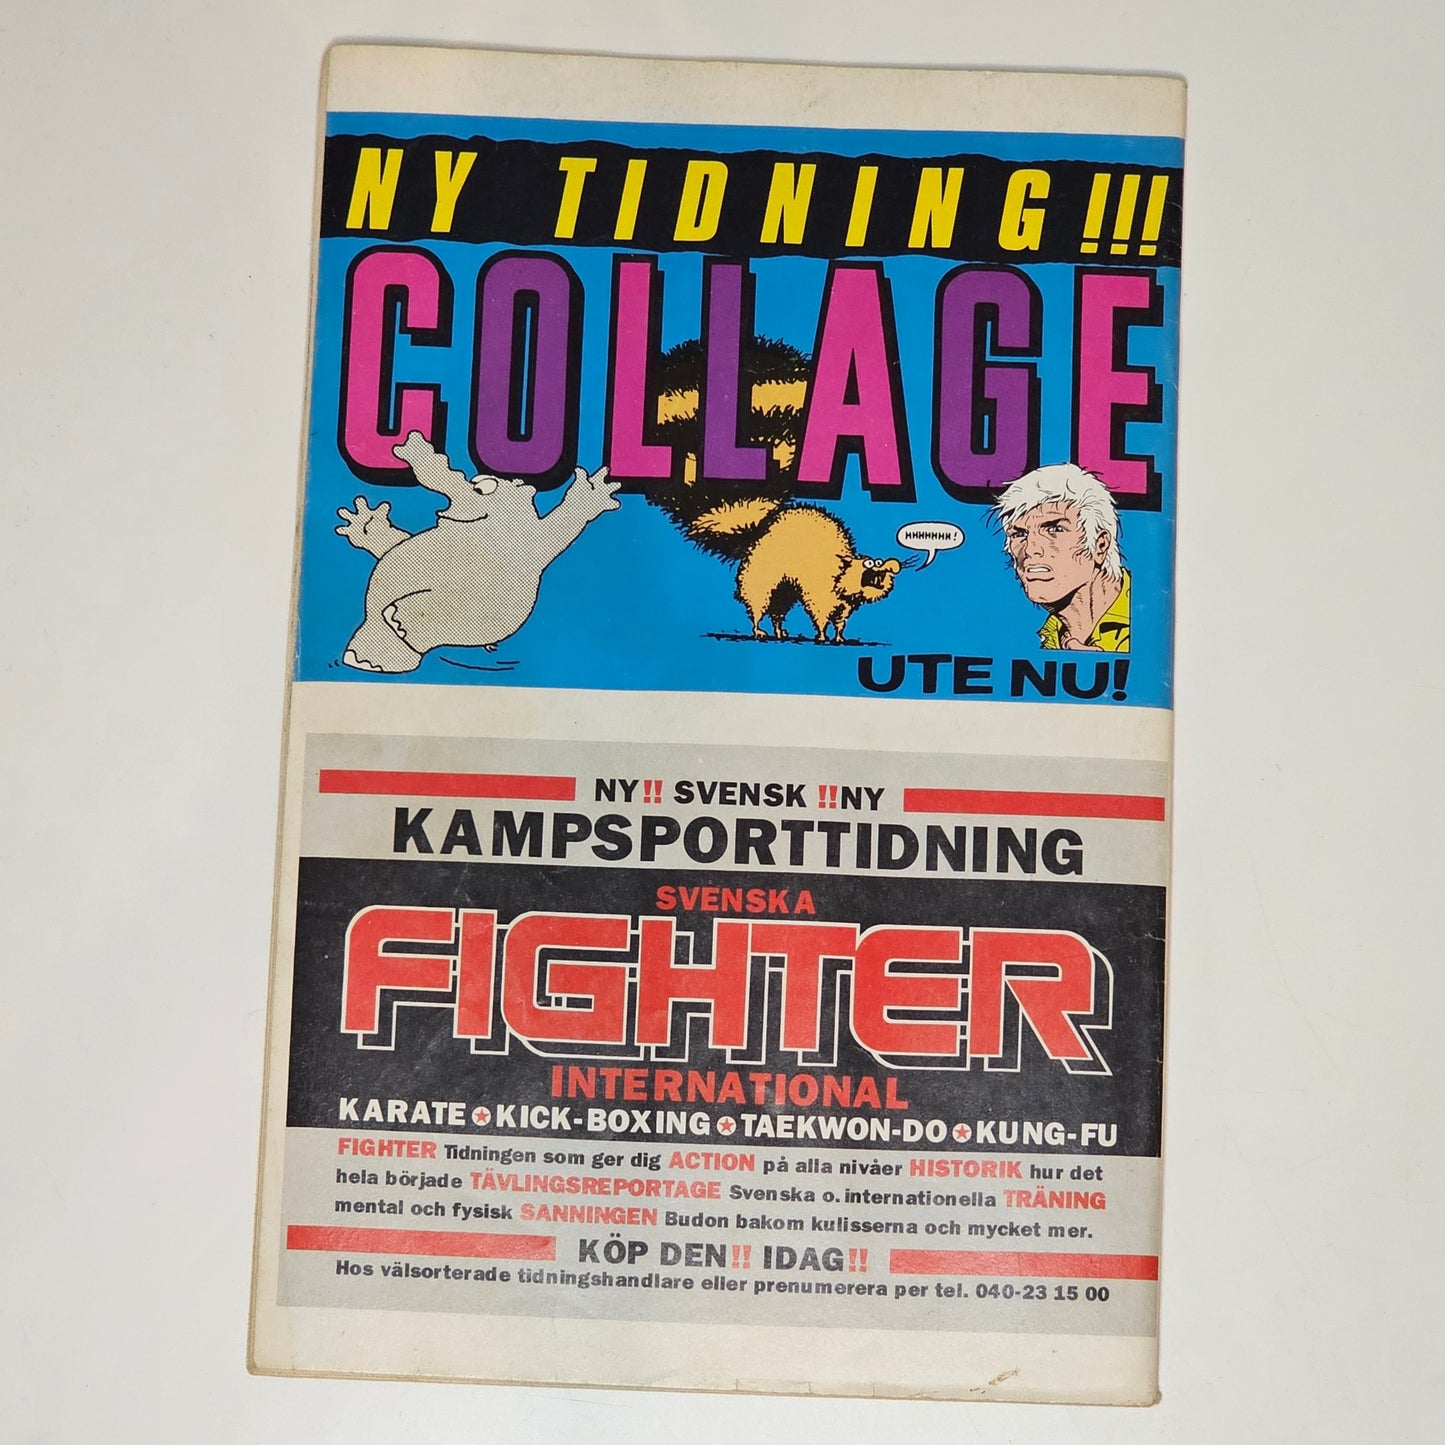 NY TIDNING!!!
COLLAGE
HHHHHHH!
UTE NU!
NY!! SVENSK !!NY
KAMPSPORTTIDNING
SVENSKA
FIGHTER
INTERNATIONAL
KARATE KICK-BOXING TAEKWON-DO KUNG-FU
FIGHTER Tidningen som ger dig ACTION på alla nivåer HISTORIK hur det
hela började TÄVLINGSREPORTAGE Svenska o. internationella TRÄNING
mental och fysisk SANNINGEN Budon bakom kulisserna och mycket mer.
KÖP DEN!! IDAG!!
Hos välsorterade tidningshandlare eller prenumerera per tel. 040-23 15 00